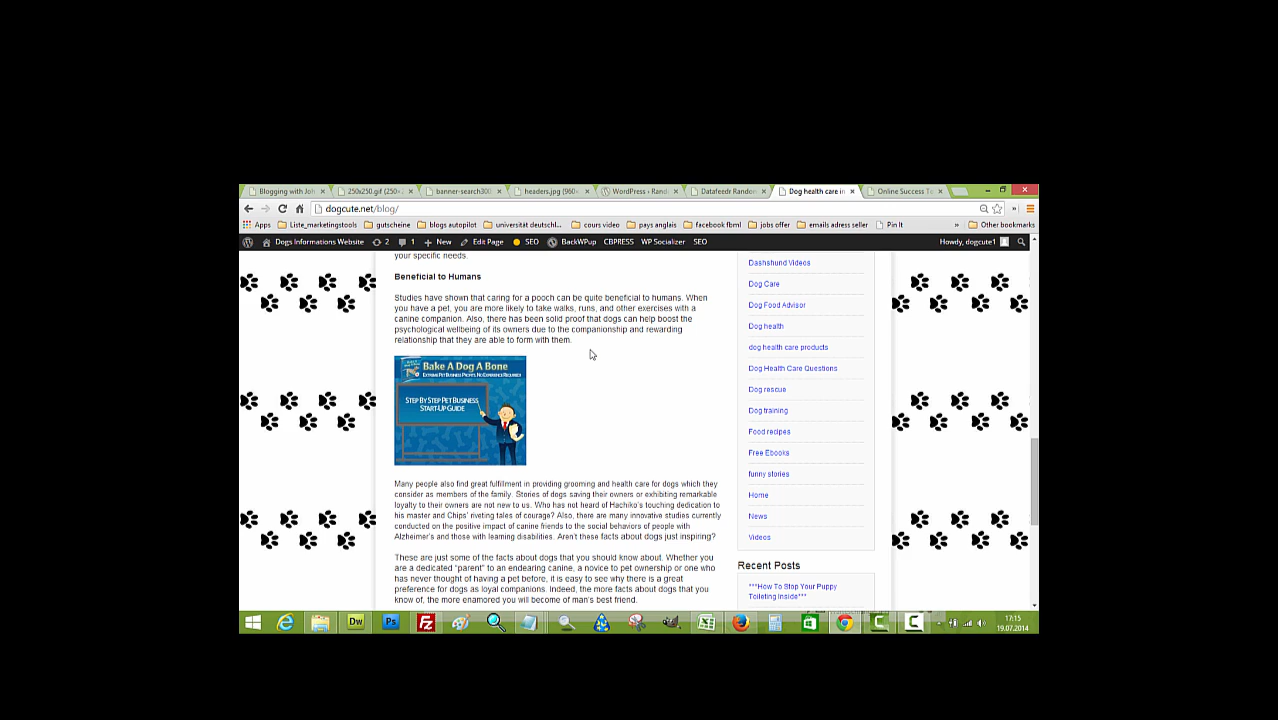 Blogging with Joh
250x250.gif (250×2
banner-search300
headers.jpg (960×
WordPress › Rand
Datafeedr Random
Dog health care in
Online Success Te
dogcute.net/blog/
Apps
Liste_marketingstools
gutscheine
blogs autopilot
universität deutschl...
cours video
pays anglais
facebook fbml
jobs offer
emails adress seller
Pin It
»
Other bookmarks
Dogs Informations Website
2
1
+ New
Edit Page
SEO
BackWPup
CBPRESS
WP Socializer
SEO
Howdy, dogcute1
your specific needs.
Beneficial to Humans
Studies have shown that caring for a pooch can be quite beneficial to humans. When
you have a pet, you are more likely to take walks, runs, and other exercises with a
canine companion. Also, there has been solid proof that dogs can help boost the
psychological wellbeing of its owners due to the companionship and rewarding
relationship that they are able to form with them.
Bake A Dog A Bone
EXTREME PET BUSINESS PROFITS, NO EXPERIENCE REQUIRED
STEP BY STEP PET BUSINESS
START-UP GUIDE
Many people also find great fulfillment in providing grooming and health care for dogs which they
consider as members of the family. Stories of dogs saving their owners or exhibiting remarkable
loyalty to their owners are not new to us. Who has not heard of Hachiko's touching dedication to
his master and Chips' riveting tales of courage? Also, there are many innovative studies currently
conducted on the positive impact of canine friends to the social behaviors of people with
Alzheimer's and those with learning disabilities. Aren't these facts about dogs just inspiring?
These are just some of the facts about dogs that you should know about. Whether you
are a dedicated “parent” to an endearing canine, a novice to pet ownership or one who
has never thought of having a pet before, it is easy to see why there is a great
preference for dogs as loyal companions. Indeed, the more facts about dogs that you
know of, the more enamored you will become of man's best friend.
Dashshund Videos
Dog Care
Dog Food Advisor
Dog health
dog health care products
Dog Health Care Questions
Dog rescue
Dog training
Food recipes
Free Ebooks
funny stories
Home
News
Videos
Recent Posts
***How To Stop Your Puppy
Toileting Inside***
Dw
Ps
Fz
17:15
19.07.2014